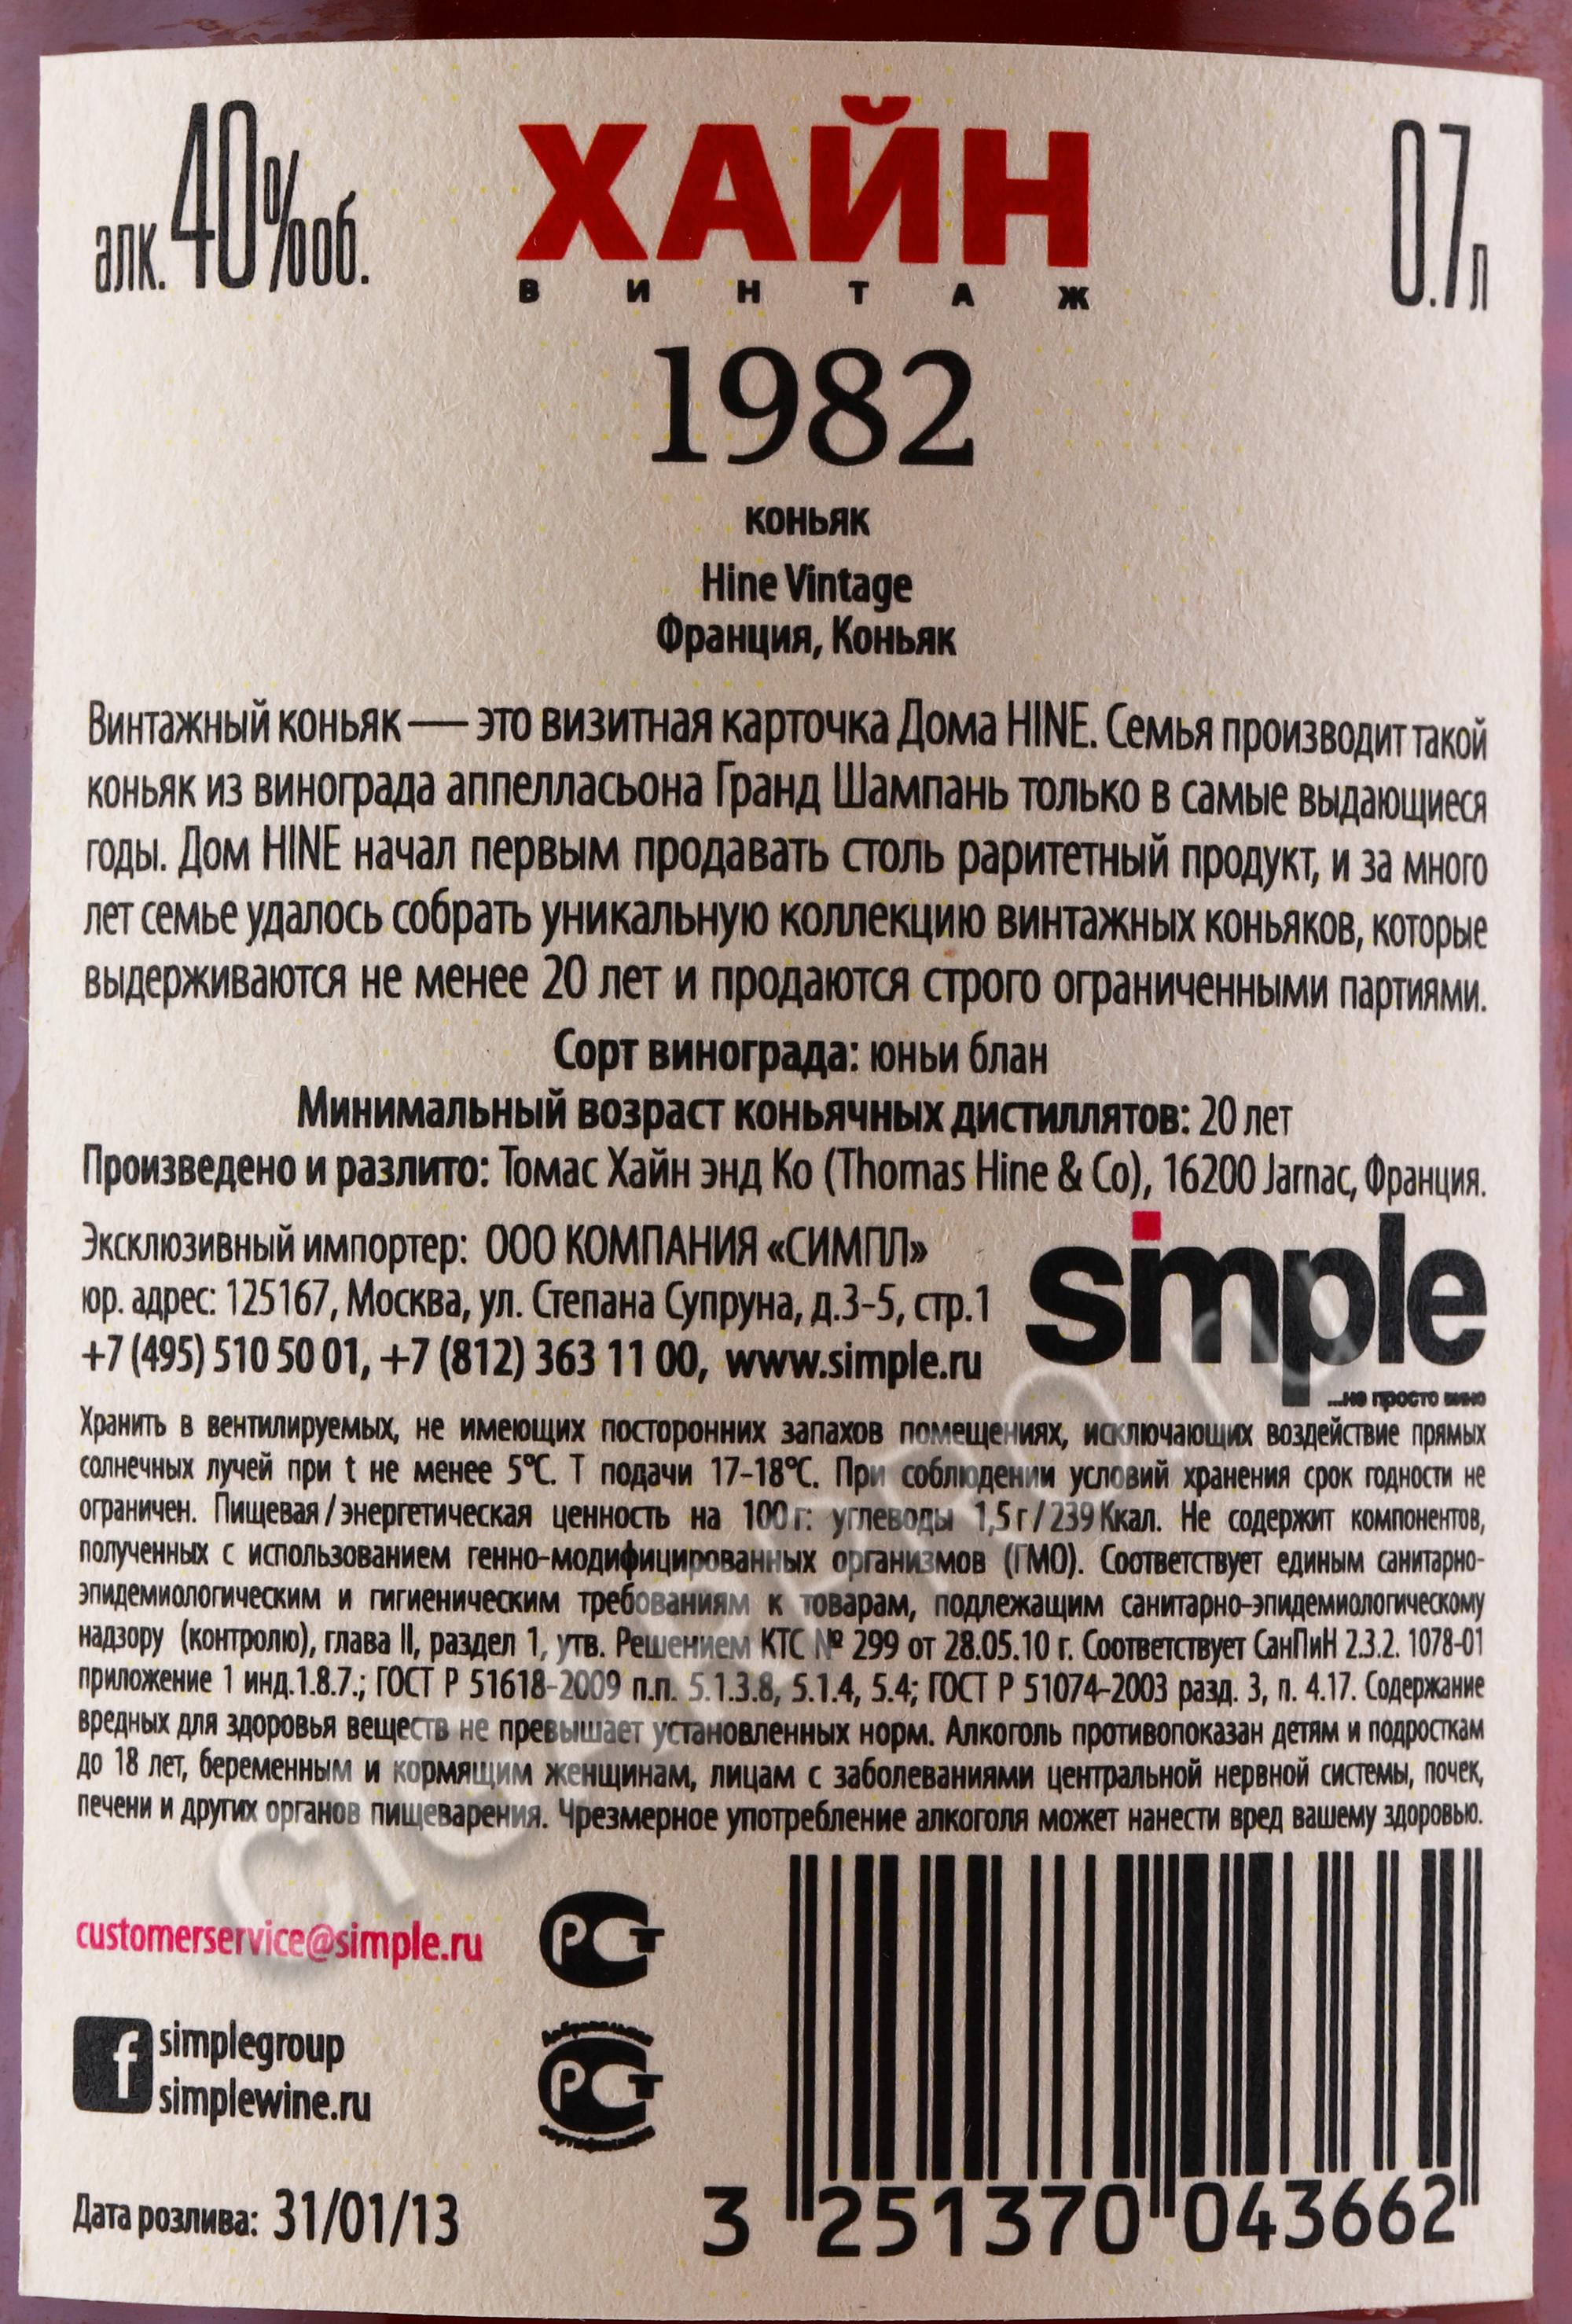 алк. 40%об.
ХАЙН
ВИНТАЖ
0.7л
1982
коньяк
Hine Vintage
Франция, Коньяк
Винтажный коньяк — это визитная карточка Дома HINE. Семья производит такой
коньяк из винограда аппелласьона Гранд Шампань только в самые выдающиеся
годы. Дом HINE начал первым продавать столь раритетный продукт, и за много
лет семье удалось собрать уникальную коллекцию винтажных коньяков, которые
выдерживаются не менее 20 лет и продаются строго ограниченными партиями.
Сорт винограда: юньи блан
Минимальный возраст коньячных дистиллятов: 20 лет
Произведено и разлито: Томас Хайн энд Ко (Thomas Hine & Co), 16200 Jarnac, Франция.
Эксклюзивный импортер: ООО КОМПАНИЯ «СИМПЛ»
юр. адрес: 125167, Москва, ул. Степана Супруна, д.3-5, стр.1
+7 (495) 510 50 01, +7 (812) 363 11 00, www.simple.ru
simple
...не просто вино
Хранить в вентилируемых, не имеющих посторонних запахов помещениях, исключающих воздействие прямых
солнечных лучей при t не менее 5°C. Т подачи 17-18°C. При соблюдении условий хранения срок годности не
ограничен. Пищевая/энергетическая ценность на 100 г: углеводы 1,5 г/239 Ккал. Не содержит компонентов,
полученных с использованием генно-модифицированных организмов (ГМО). Соответствует единым санитарно-
эпидемиологическим и гигиеническим требованиям к товарам, подлежащим санитарно-эпидемиологическому
надзору (контролю), глава II, раздел 1, утв. Решением КТС № 299 от 28.05.10 г. Соответствует СанПиН 2.3.2. 1078-01
приложение 1 инд.1.8.7.; ГОСТ Р 51618-2009 п.п. 5.1.3.8, 5.1.4, 5.4; ГОСТ Р 51074-2003 разд. 3, п. 4.17. Содержание
вредных для здоровья веществ не превышает установленных норм. Алкоголь противопоказан детям и подросткам
до 18 лет, беременным и кормящим женщинам, лицам с заболеваниями центральной нервной системы, почек,
печени и других органов пищеварения. Чрезмерное употребление алкоголя может нанести вред вашему здоровью.
customerservice@simple.ru
РСТ
f simplegroup
simplewine.ru
РСТ
Дата розлива: 31/01/13
3 251370 043662